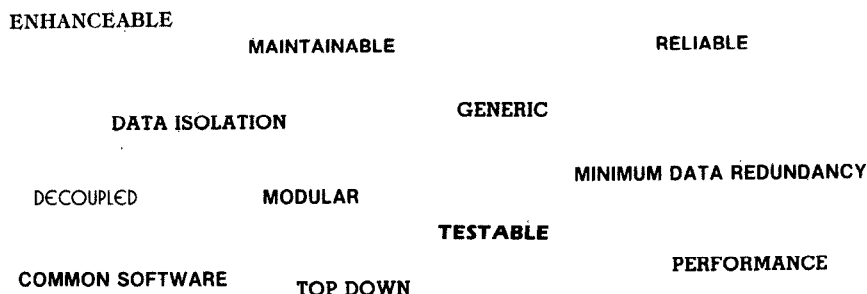 ENHANCEABLE
MAINTAINABLE
RELIABLE
GENERIC
DATA ISOLATION
MINIMUM DATA REDUNDANCY
DECOUPLED
MODULAR
TESTABLE
PERFORMANCE
COMMON SOFTWARE
TOP DOWN